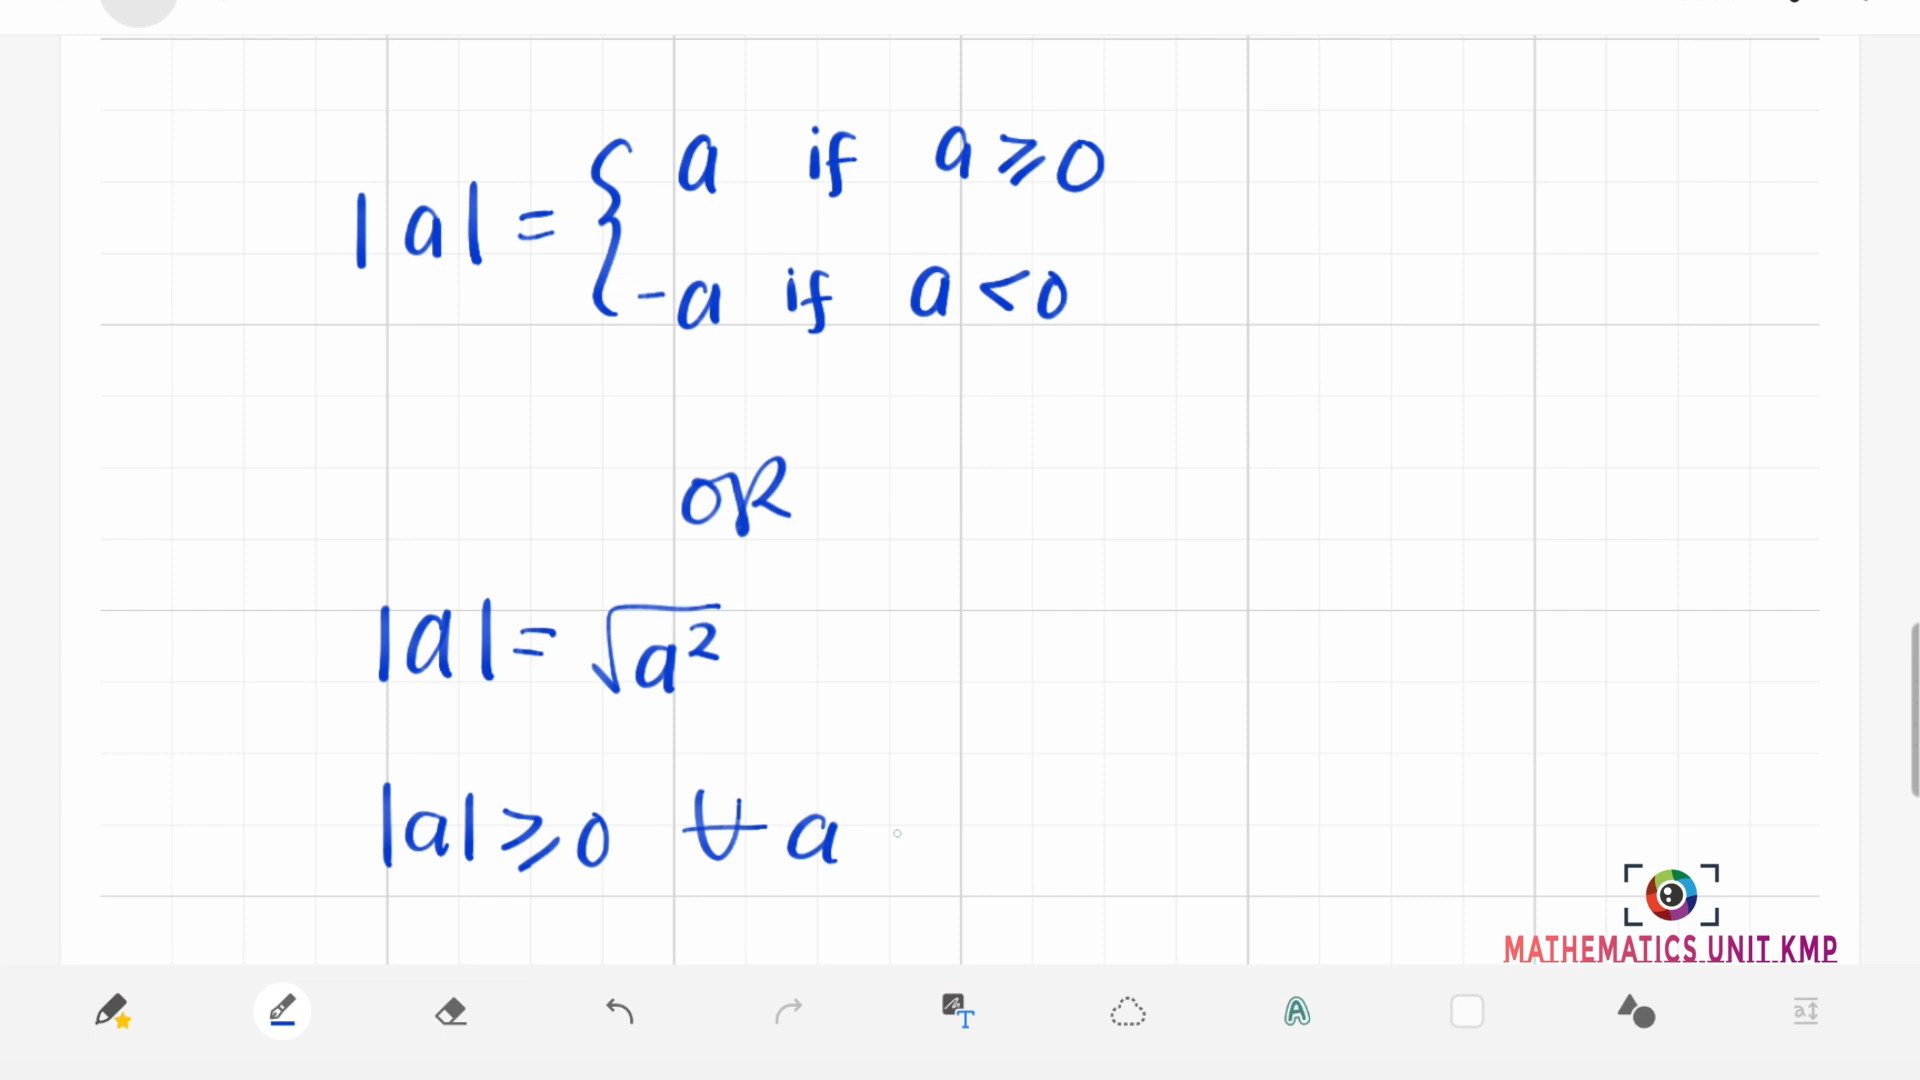 |a| = { a if a ⩾ 0
-a if a < 0
OR
|a| = √a²
|a| ⩾ 0 ∀ a
MATHEMATICS UNIT KMP